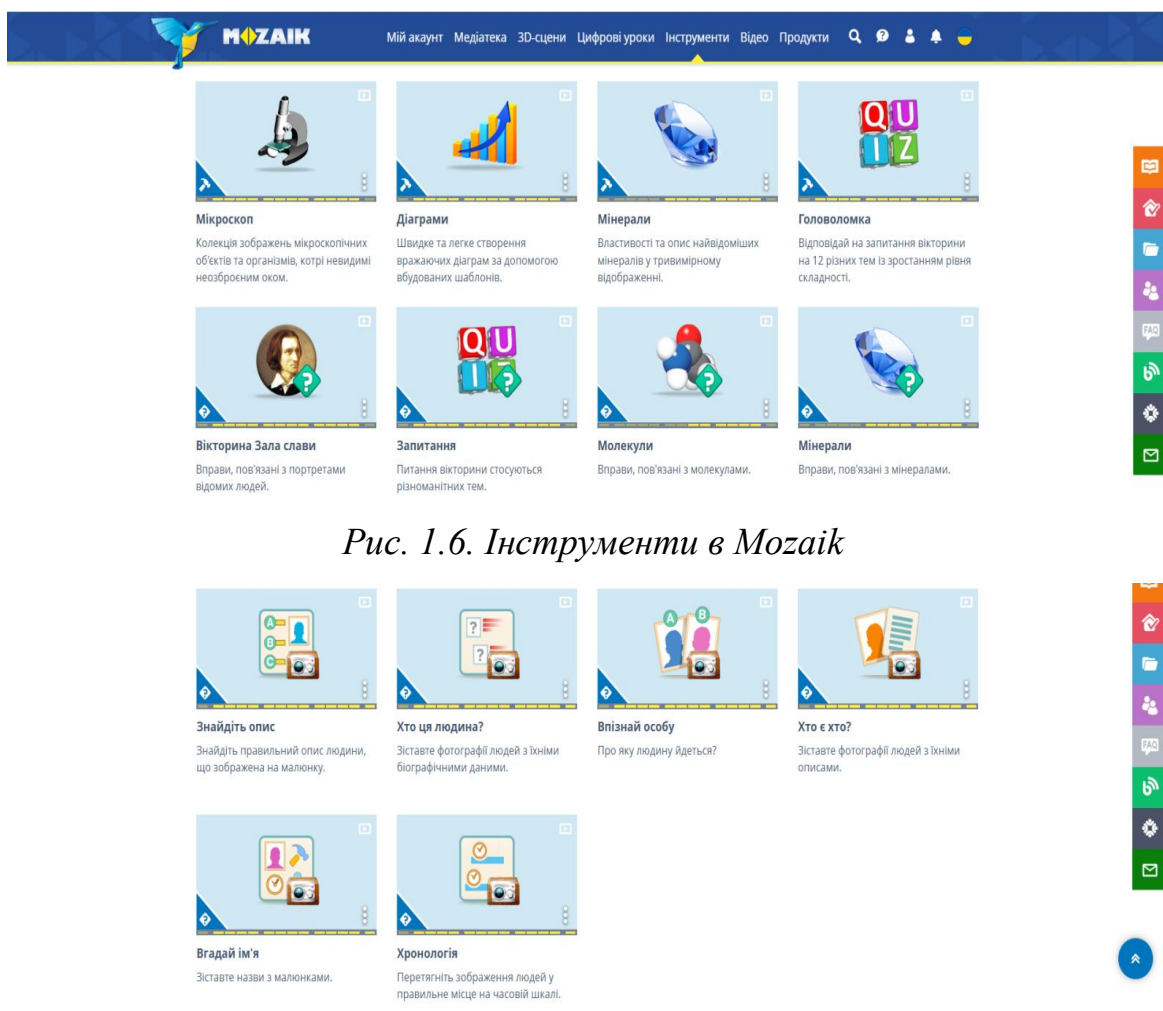 MOZAIK
Мій акаунт Медіатека 3D-сцени Цифрові уроки Інструменти Відео Продукти
QUIZ
Мікроскоп
Колекція зображень мікроскопічних
об'єктів та організмів, котрі невидимі
неозброєним оком.
Діаграми
Швидке та легке створення
вражаючих діаграм за допомогою
вбудованих шаблонів.
Мінерали
Властивості та опис найвідоміших
мінералів у тривимірному
відображенні.
Головоломка
Відповідай на запитання вікторини
на 12 різних тем із зростанням рівня
складності.
FAQ
QUIZ
Вікторина Зала слави
Вправи, пов'язані з портретами
відомих людей.
Запитання
Питання вікторини стосуються
різноманітних тем.
Молекули
Вправи, пов'язані з молекулами.
Мінерали
Вправи, пов'язані з мінералами.
Рис. 1.6. Інструменти в Mozaik
A
B
C
A B
Знайдіть опис
Знайдіть правильний опис людини,
що зображена на малюнку.
Хто ця людина?
Зіставте фотографії людей з їхніми
біографічними даними.
Впізнай особу
Про яку людину йдеться?
Хто є хто?
Зіставте фотографії людей з їхніми
описами.
FAQ
Вгадай ім'я
Зіставте назви з малюнками.
Хронологія
Перетягніть зображення людей у
правильне місце на часовій шкалі.